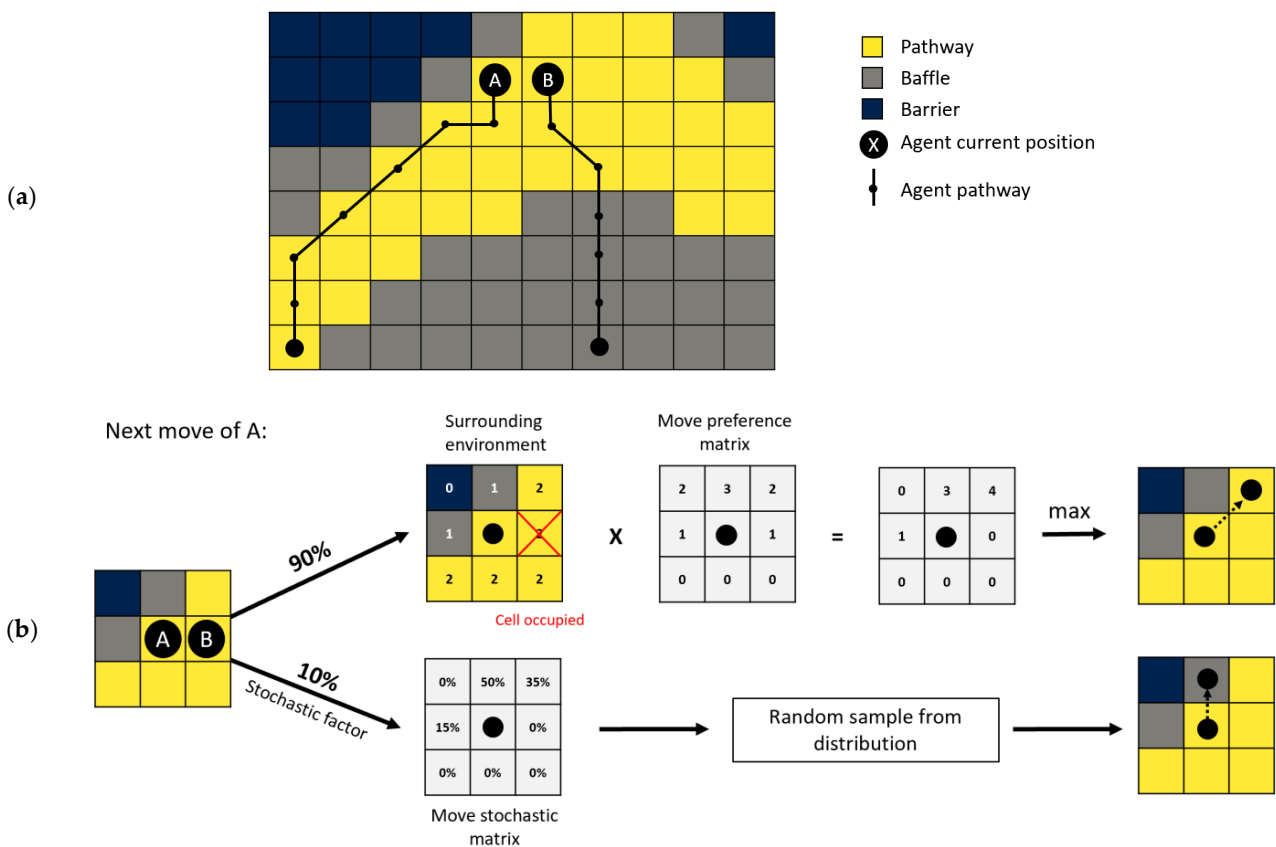 (a)
A B
Pathway
Baffle
Barrier
X Agent current position
Agent pathway
Next move of A:
(b)
A B
90%
10%
Stochastic factor
Surrounding
environment
0 1 2
1 2
2 2 2
Cell occupied
X
Move preference
matrix
2 3 2
1 1
0 0 0
=
0 3 4
1 0
0 0 0
max
0% 50% 35%
15% 0%
0% 0% 0%
Move stochastic
matrix
Random sample from
distribution